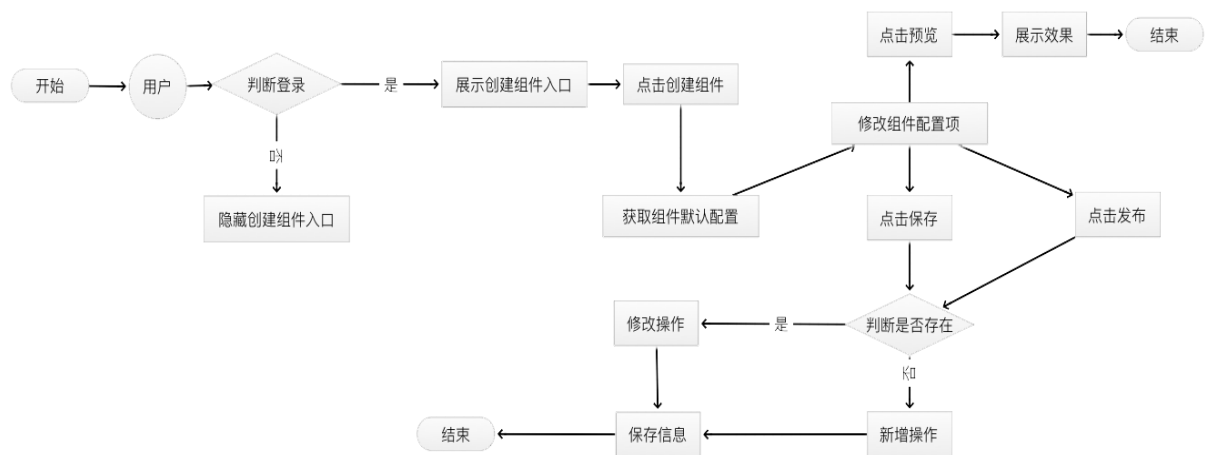 点击预览
展示效果
结束
开始
用户
判断登录
是
展示创建组件入口
点击创建组件
修改组件配置项
否
隐藏创建组件入口
获取组件默认配置
点击保存
点击发布
修改操作
是
判断是否存在
否
结束
保存信息
新增操作